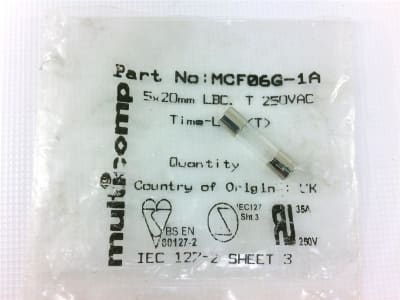 Part No:MCF06G-1A
5x20mm LBC. T 250VAC
Time-L (T)
Quantity
Country of Origin : UK
multicomp
BS EN
60127-2
IEC127
Sht 3
35A
250V
IEC 127-2 SHEET 3